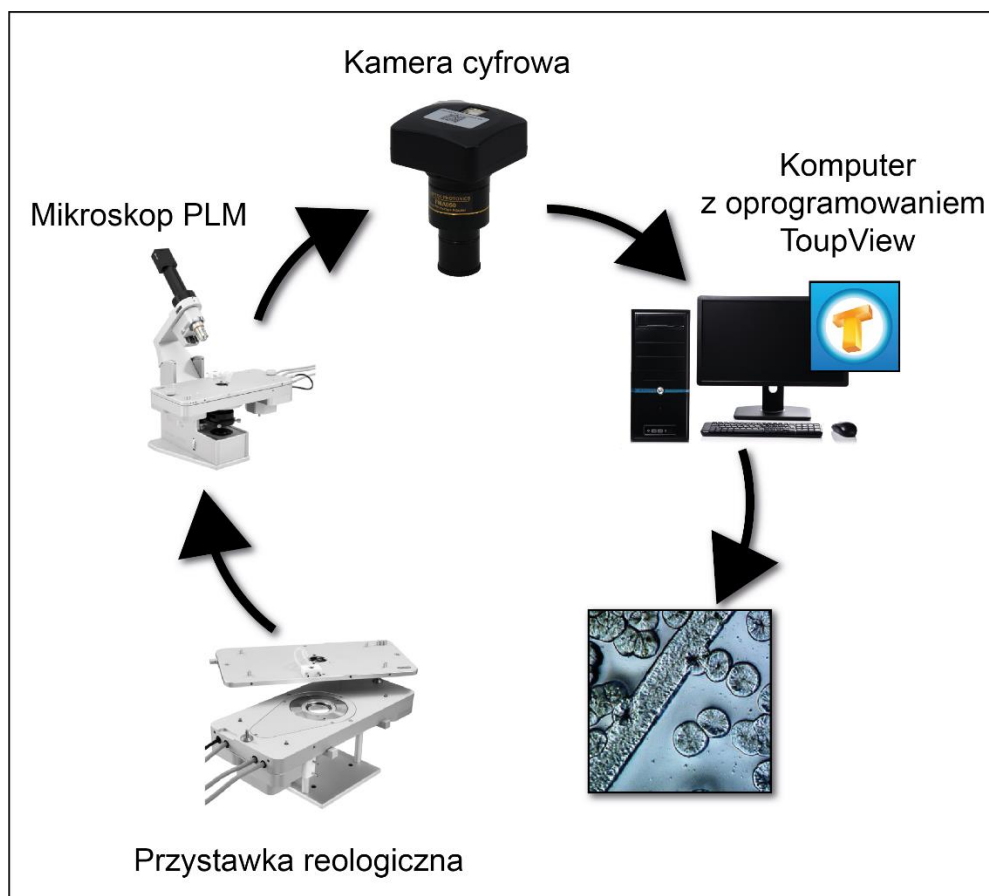 Kamera cyfrowa
Mikroskop PLM
Komputer
z oprogramowaniem
ToupView
Przystawka reologiczna